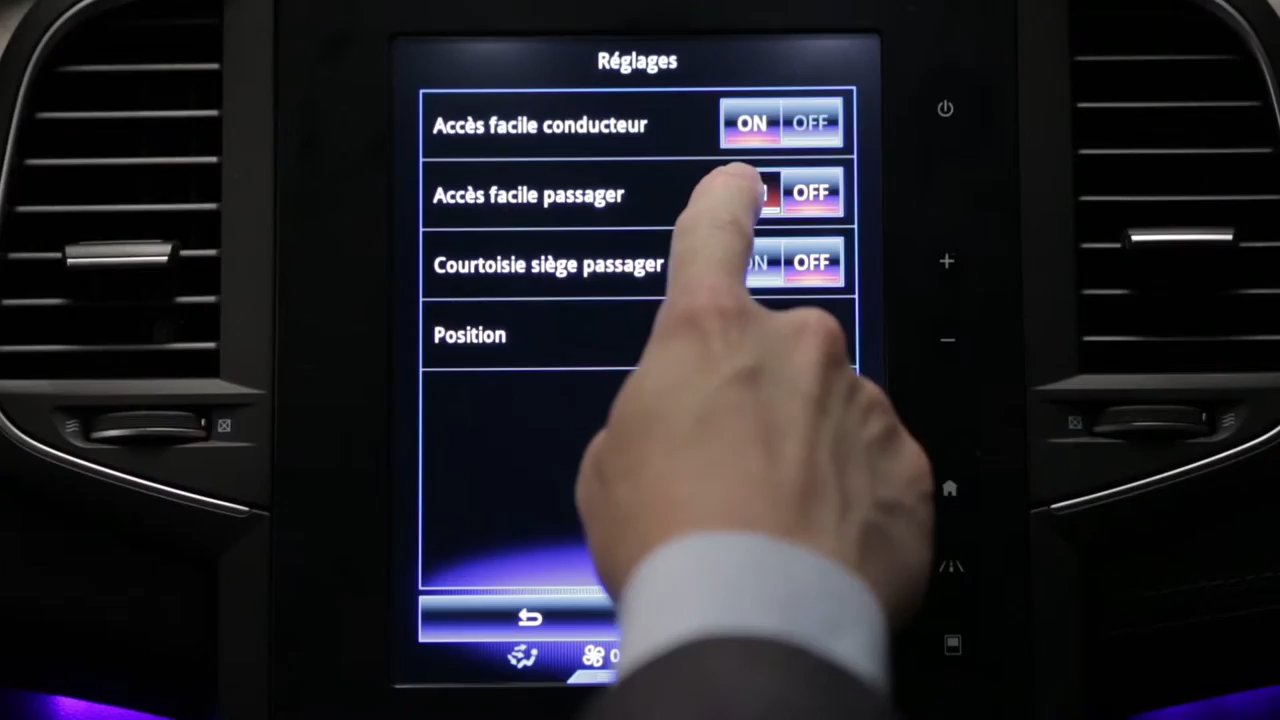 Réglages
Accès facile conducteur ON OFF
Accès facile passager OFF
Courtoisie siège passager OFF
Position